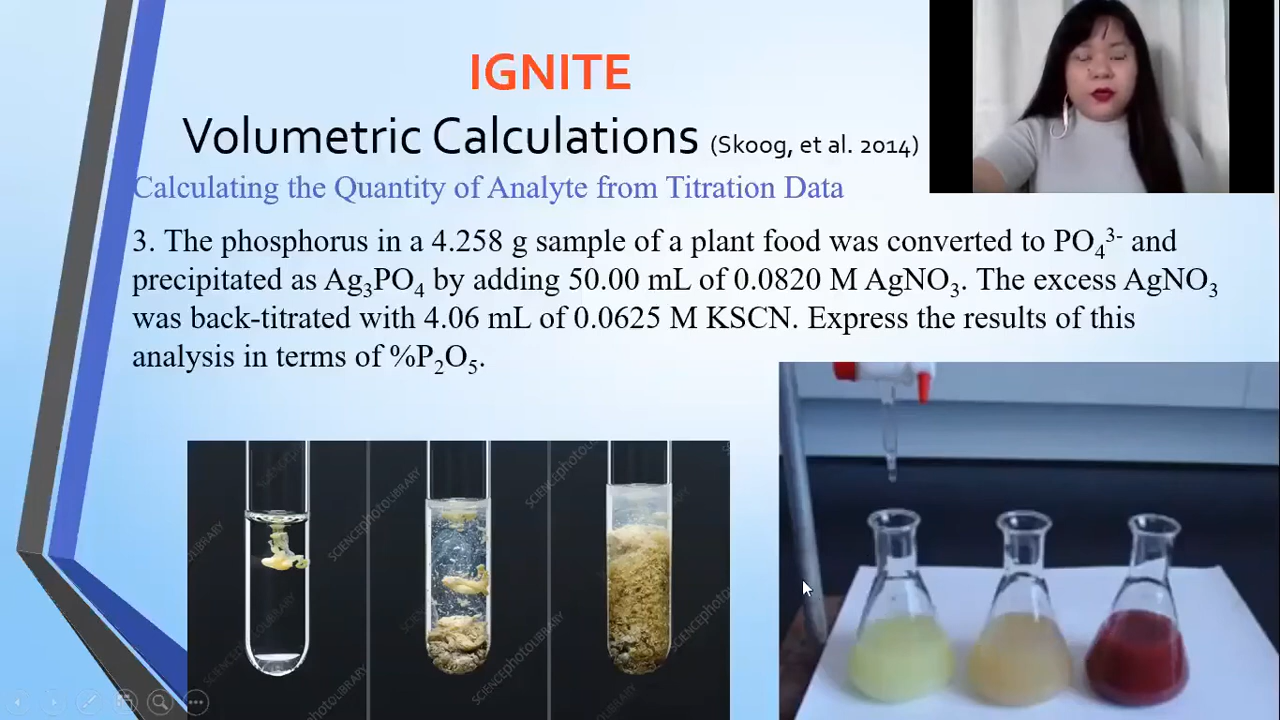 IGNITE
Volumetric Calculations (Skoog, et al. 2014)
Calculating the Quantity of Analyte from Titration Data
3. The phosphorus in a 4.258 g sample of a plant food was converted to PO₄³⁻ and
precipitated as Ag₃PO₄ by adding 50.00 mL of 0.0820 M AgNO₃. The excess AgNO₃
was back-titrated with 4.06 mL of 0.0625 M KSCN. Express the results of this
analysis in terms of %P₂O₅.
SCIENCEphotoLIBRARY
SCIENCEphotoLIBRARY
SCIENCEphotoLIBRARY